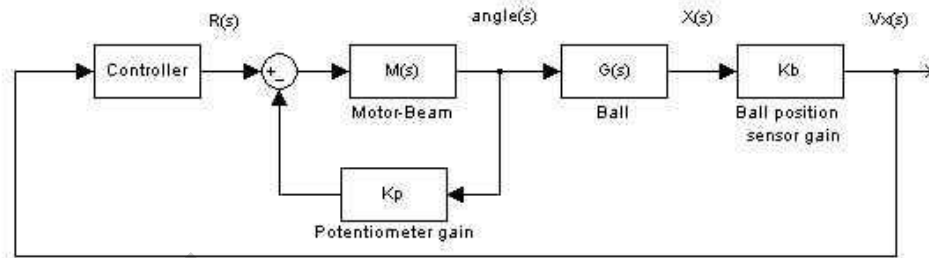 R(s)
angle(s)
X(s)
Vx(s)
Controller
+
-
M(s)
G(s)
Kb
Motor-Beam
Ball
Ball position
sensor gain
Kp
Potentiometer gain